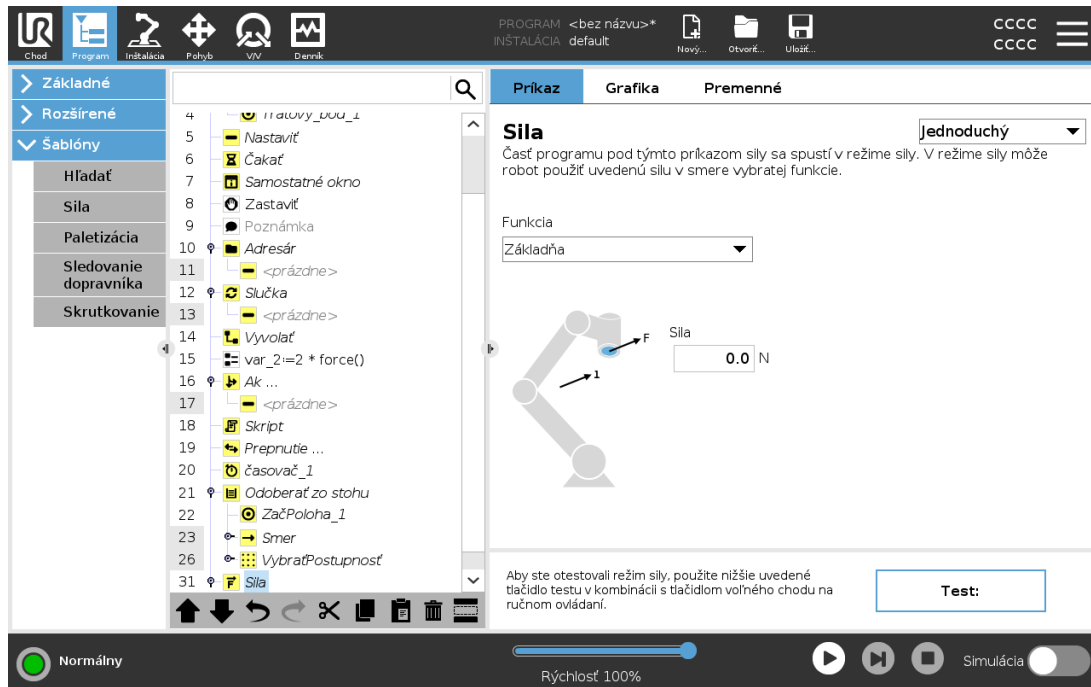 PROGRAM <bez názvu>*
INŠTALÁCIA default
Chod
Program
Inštalácia
Pohyb
V/V
Denník
Nový...
Otvoriť...
Uložiť...
CCCC
CCCC
Základné
Rozšírené
Šablóny
Hľadať
Sila
Paletizácia
Sledovanie
dopravníka
Skrutkovanie
4 Tratový_bod_1
5 Nastaviť
6 Čakať
7 Samostatné okno
8 Zastaviť
9 Poznámka
10 Adresár
11 <prázdne>
12 Slučka
13 <prázdne>
14 Vyvolať
15 var_2:=2 * force()
16 Ak ...
17 <prázdne>
18 Skript
19 Prepnutie ...
20 časovač_1
21 Odoberať zo stohu
22 ZačPoloha_1
23 Smer
26 VybraťPostupnosť
31 Sila
Príkaz
Grafika
Premenné
Sila
Jednoduchý
Časť programu pod týmto príkazom sily sa spustí v režime sily. V režime sily môže
robot použiť uvedenú silu v smere vybratej funkcie.
Funkcia
Základňa
F
1
Sila
0.0 N
Aby ste otestovali režim sily, použite nižšie uvedené
tlačidlo testu v kombinácii s tlačidlom voľného chodu na
ručnom ovládaní.
Test:
Normálny
Rýchlosť 100%
Simulácia